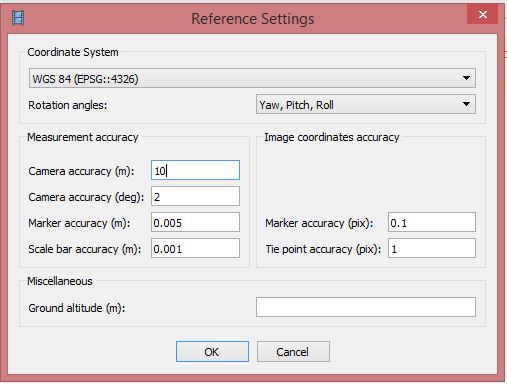 Reference Settings
Coordinate System
WGS 84 (EPSG::4326)
Rotation angles: Yaw, Pitch, Roll
Measurement accuracy
Camera accuracy (m): 10
Camera accuracy (deg): 2
Marker accuracy (m): 0.005
Scale bar accuracy (m): 0.001
Image coordinates accuracy
Marker accuracy (pix): 0.1
Tie point accuracy (pix): 1
Miscellaneous
Ground altitude (m):
OK Cancel